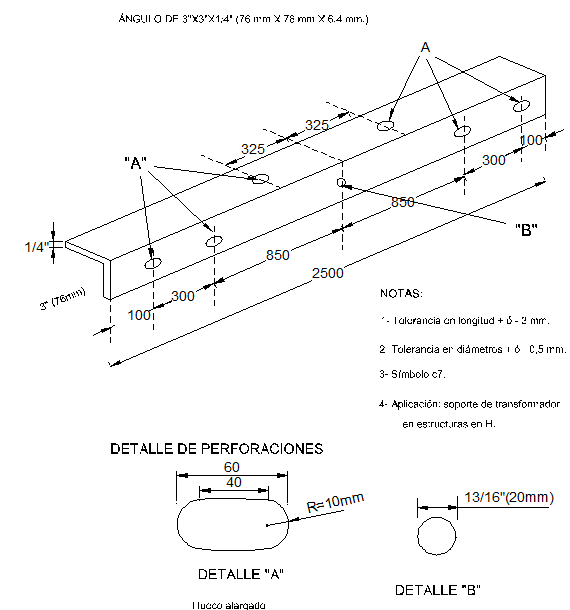 ÁNGULO DE 3"X3"X1/4" (76 mm X 76 mm X 6.4 mm.)
A
325
325
"A"
100
300
850
"B"
1/4"
850
2500
3" (76mm)
300
100
NOTAS:
1- Tolerancia en longitud + ó - 3 mm.
2 Tolerancia en diámetros + ó 0,5 mm.
3- Símbolo c7.
4- Aplicación: soporte de transformador
en estructuras en H.
DETALLE DE PERFORACIONES
60
40
R=10mm
13/16"(20mm)
DETALLE "A"
DETALLE "B"
Hueco alargado